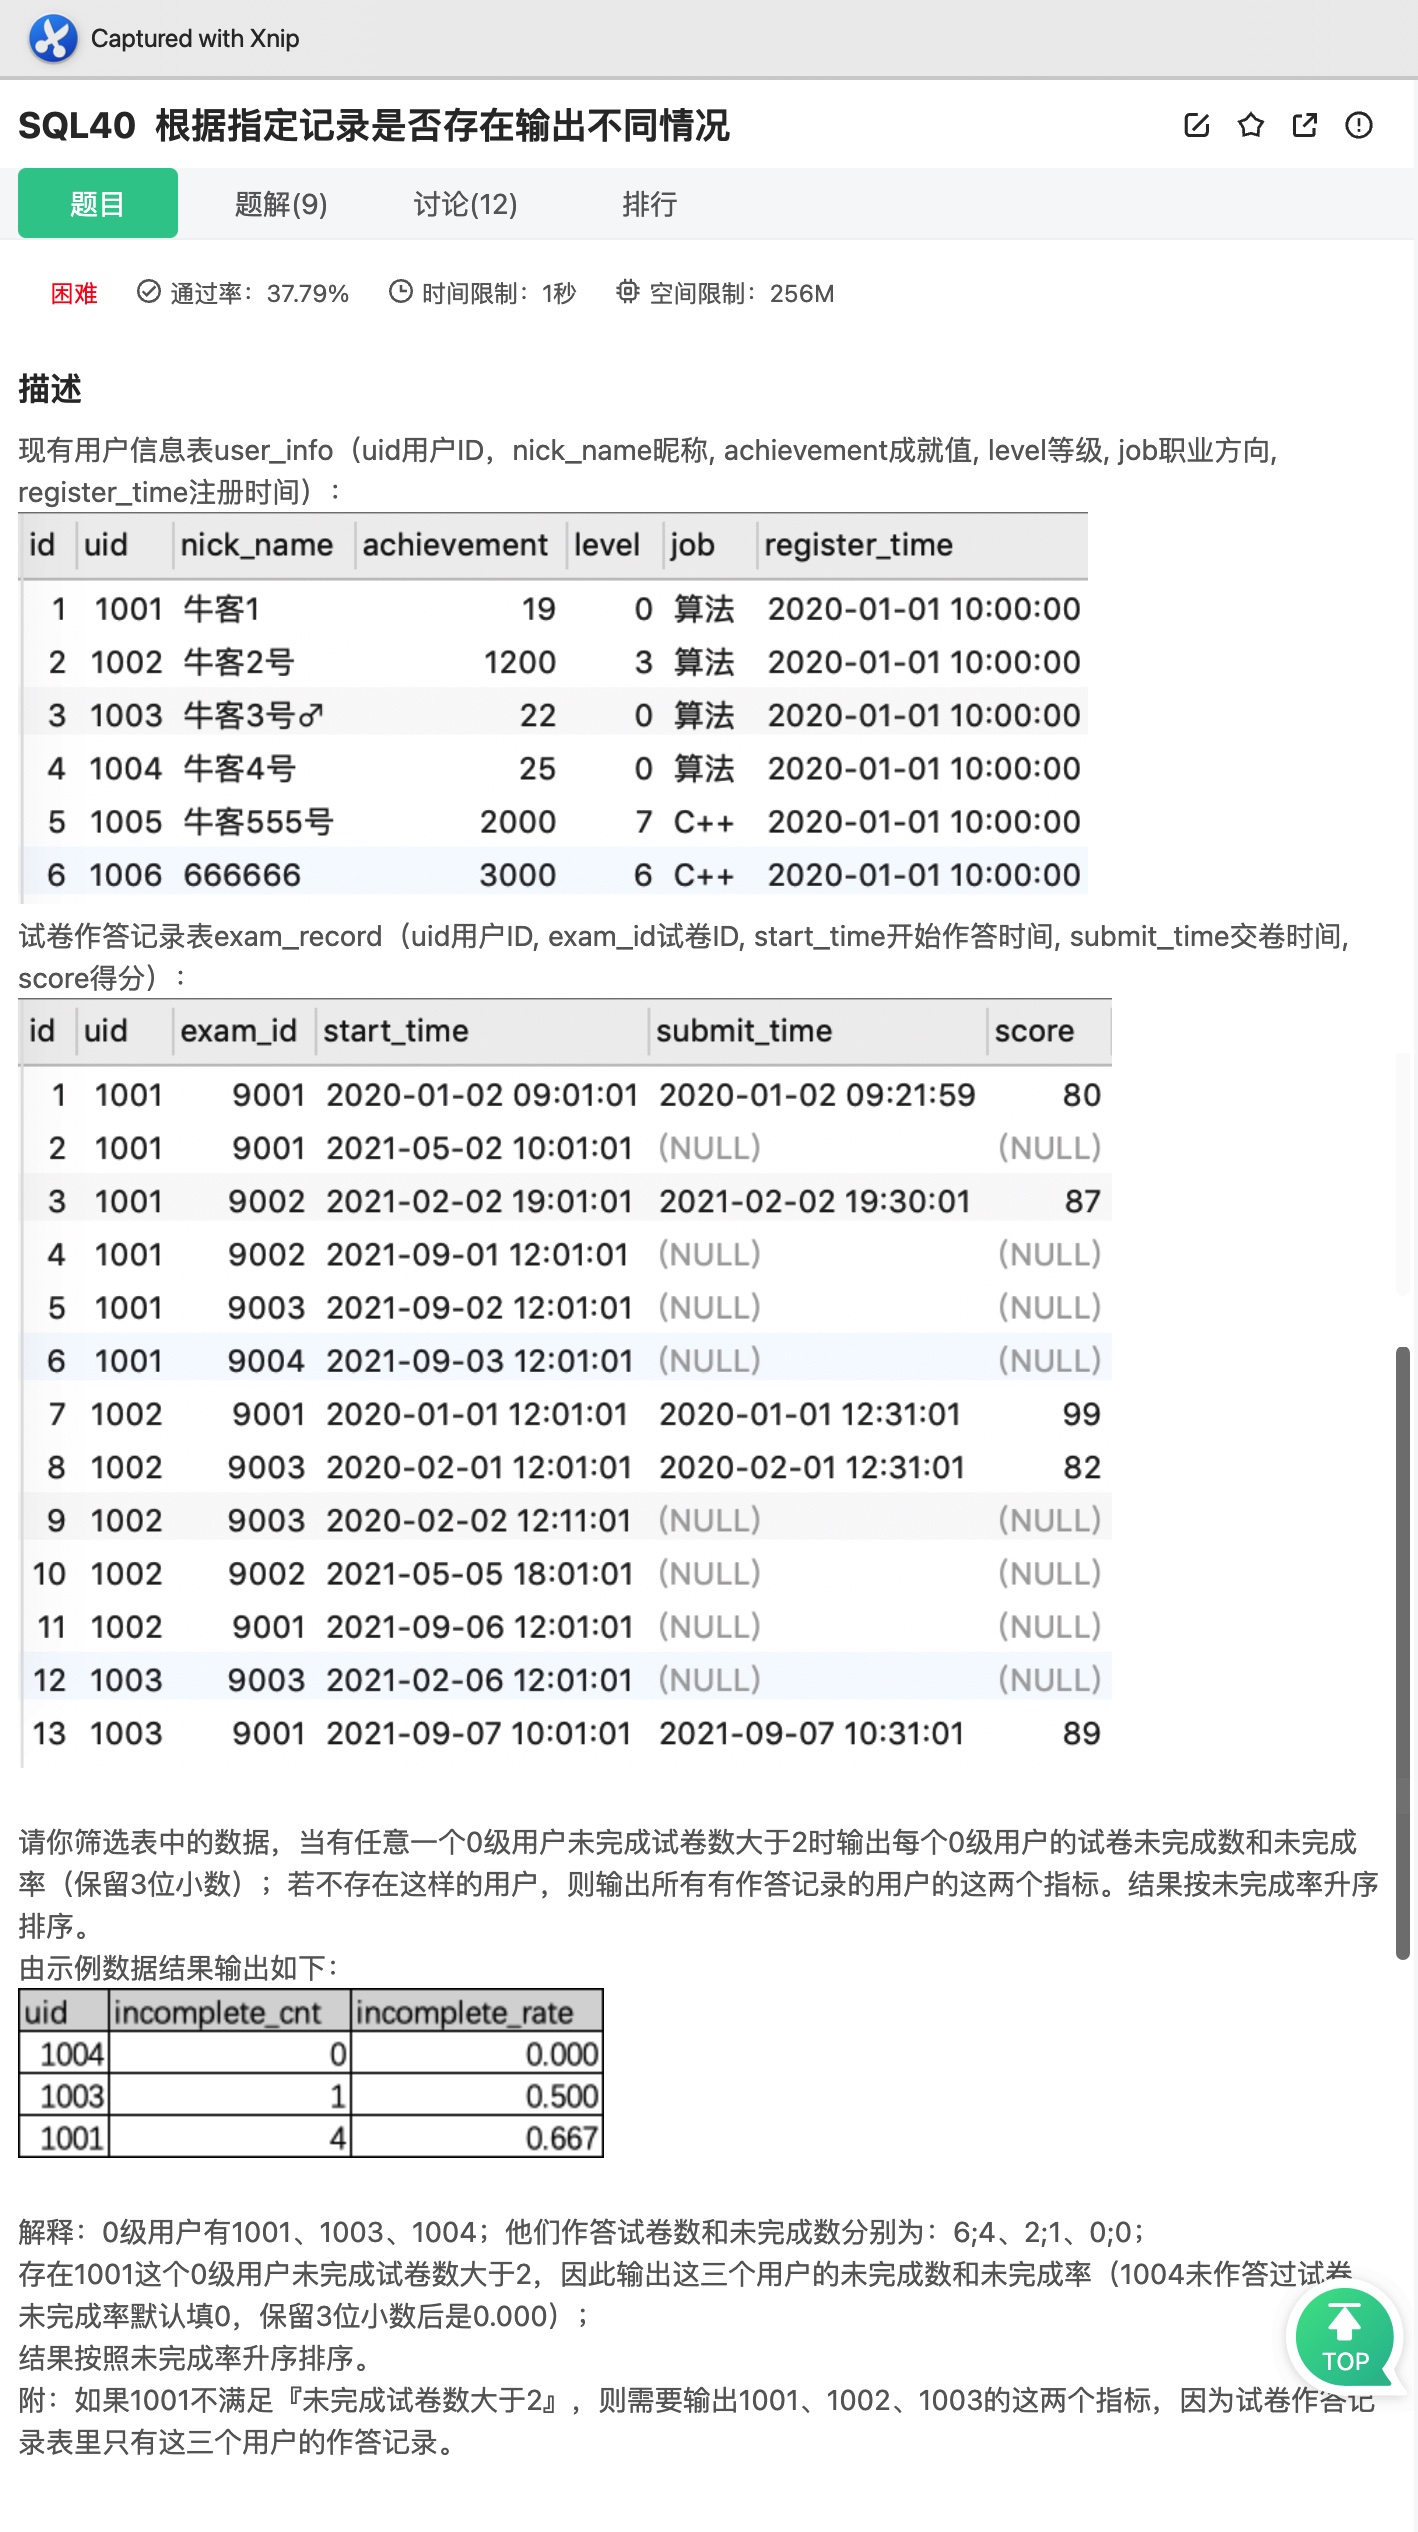 Captured with Xnip
SQL40 根据指定记录是否存在输出不同情况
题目 题解(9) 讨论(12) 排行
困难 通过率：37.79% 时间限制：1秒 空间限制：256M
描述
现有用户信息表user_info（uid用户ID，nick_name昵称, achievement成就值, level等级, job职业方向,
register_time注册时间）：
id uid nick_name achievement level job register_time
1 1001 牛客1 19 0 算法 2020-01-01 10:00:00
2 1002 牛客2号 1200 3 算法 2020-01-01 10:00:00
3 1003 牛客3号♂ 22 0 算法 2020-01-01 10:00:00
4 1004 牛客4号 25 0 算法 2020-01-01 10:00:00
5 1005 牛客555号 2000 7 C++ 2020-01-01 10:00:00
6 1006 666666 3000 6 C++ 2020-01-01 10:00:00
试卷作答记录表exam_record（uid用户ID, exam_id试卷ID, start_time开始作答时间, submit_time交卷时间,
score得分）：
id uid exam_id start_time submit_time score
1 1001 9001 2020-01-02 09:01:01 2020-01-02 09:21:59 80
2 1001 9001 2021-05-02 10:01:01 (NULL) (NULL)
3 1001 9002 2021-02-02 19:01:01 2021-02-02 19:30:01 87
4 1001 9002 2021-09-01 12:01:01 (NULL) (NULL)
5 1001 9003 2021-09-02 12:01:01 (NULL) (NULL)
6 1001 9004 2021-09-03 12:01:01 (NULL) (NULL)
7 1002 9001 2020-01-01 12:01:01 2020-01-01 12:31:01 99
8 1002 9003 2020-02-01 12:01:01 2020-02-01 12:31:01 82
9 1002 9003 2020-02-02 12:11:01 (NULL) (NULL)
10 1002 9002 2021-05-05 18:01:01 (NULL) (NULL)
11 1002 9001 2021-09-06 12:01:01 (NULL) (NULL)
12 1003 9003 2021-02-06 12:01:01 (NULL) (NULL)
13 1003 9001 2021-09-07 10:01:01 2021-09-07 10:31:01 89
请你筛选表中的数据，当有任意一个0级用户未完成试卷数大于2时输出每个0级用户的试卷未完成数和未完成
率（保留3位小数）；若不存在这样的用户，则输出所有有作答记录的用户的这两个指标。结果按未完成率升序
排序。
由示例数据结果输出如下：
uid incomplete_cnt incomplete_rate
1004 0 0.000
1003 1 0.500
1001 4 0.667
解释：0级用户有1001、1003、1004；他们作答试卷数和未完成数分别为：6;4、2;1、0;0；
存在1001这个0级用户未完成试卷数大于2，因此输出这三个用户的未完成数和未完成率（1004未作答过试卷
未完成率默认填0，保留3位小数后是0.000）；
结果按照未完成率升序排序。
附：如果1001不满足『未完成试卷数大于2』，则需要输出1001、1002、1003的这两个指标，因为试卷作答记
录表里只有这三个用户的作答记录。
TOP